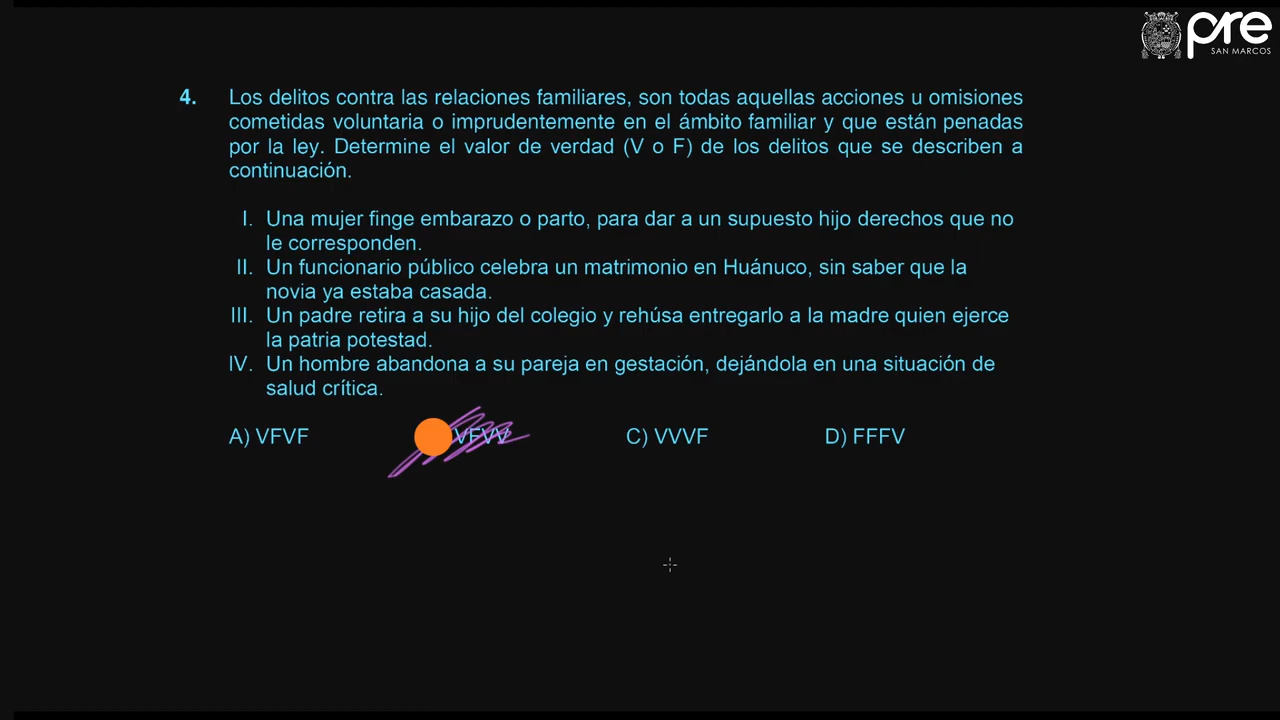 pre
SAN MARCOS
4. Los delitos contra las relaciones familiares, son todas aquellas acciones u omisiones
cometidas voluntaria o imprudentemente en el ámbito familiar y que están penadas
por la ley. Determine el valor de verdad (V o F) de los delitos que se describen a
continuación.
I. Una mujer finge embarazo o parto, para dar a un supuesto hijo derechos que no
le corresponden.
II. Un funcionario público celebra un matrimonio en Huánuco, sin saber que la
novia ya estaba casada.
III. Un padre retira a su hijo del colegio y rehúsa entregarlo a la madre quien ejerce
la patria potestad.
IV. Un hombre abandona a su pareja en gestación, dejándola en una situación de
salud crítica.
A) VFVF VFVV C) VVVF D) FFFV